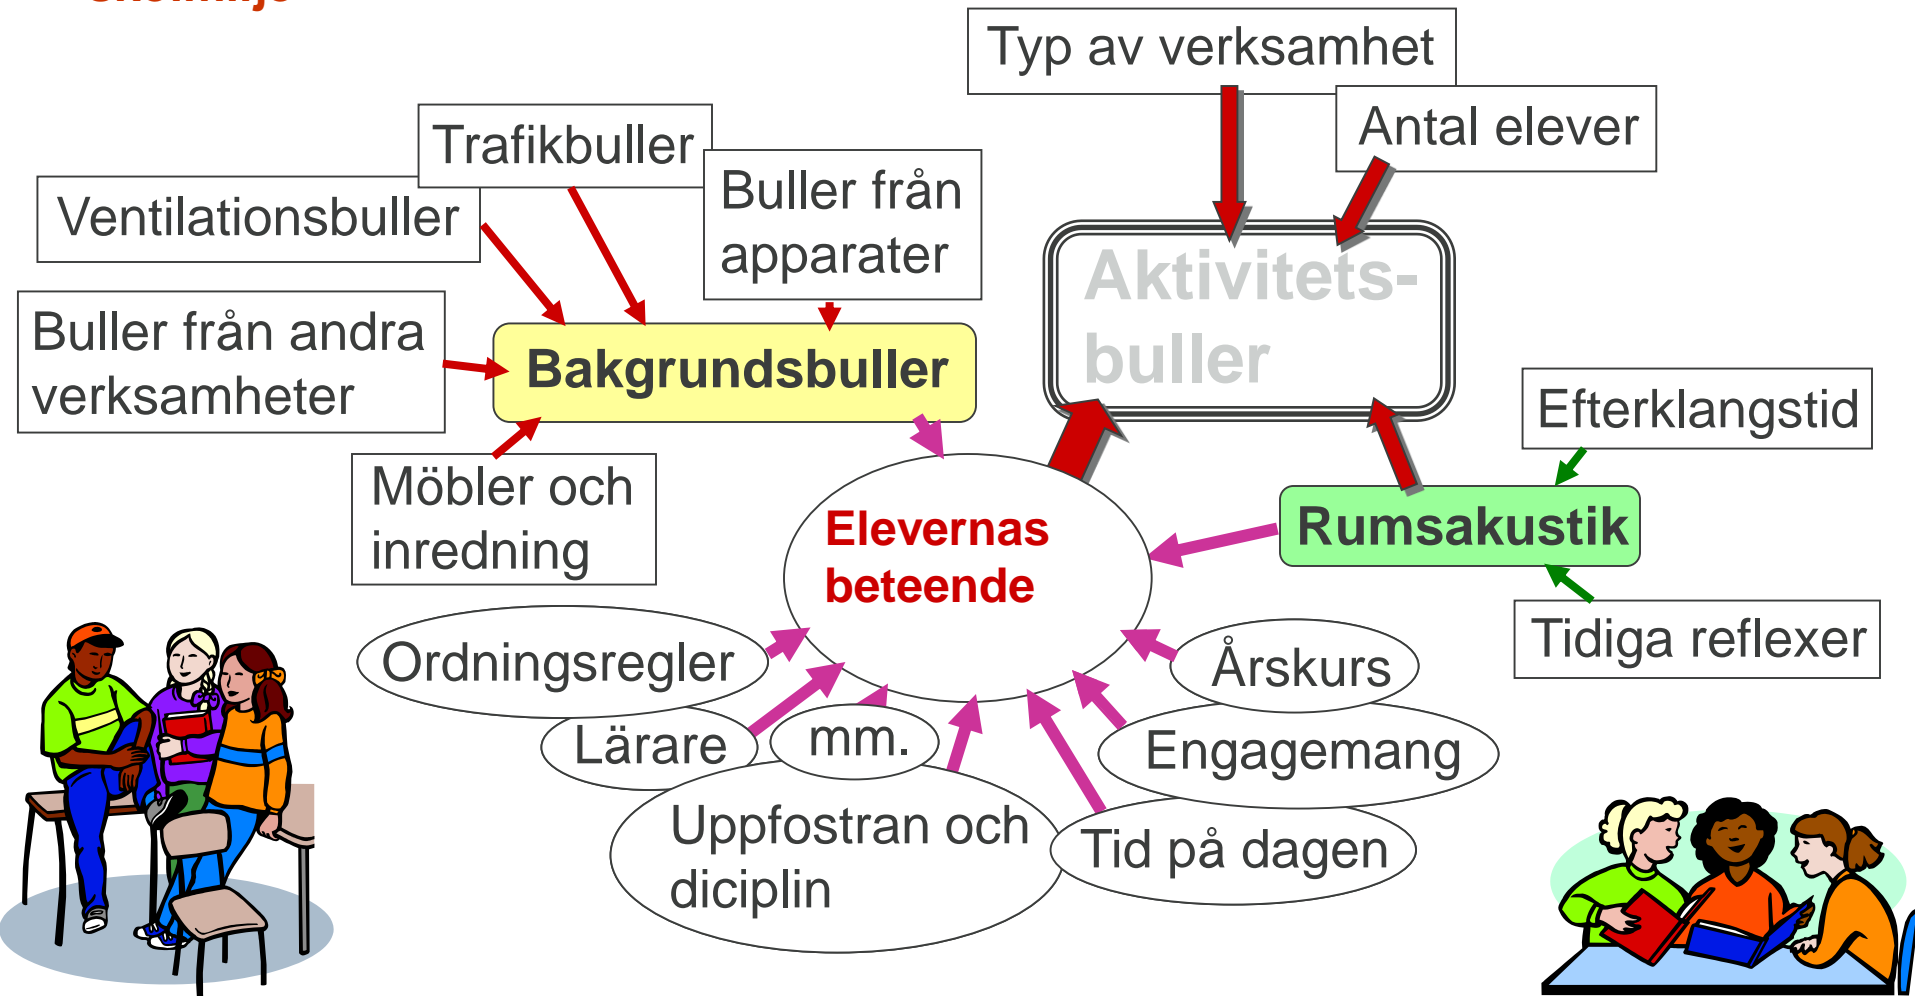 Typ av verksamhet
Antal elever
Trafikbuller
Buller från
apparater
Ventilationsbuller
Aktivitets-
buller
Buller från andra
verksamheter
Bakgrundsbuller
Efterklangstid
Möbler och
inredning
Elevernas
beteende
Rumsakustik
Tidiga reflexer
Ordningsregler
Årskurs
Lärare
mm.
Engagemang
Uppfostran och
diciplin
Tid på dagen